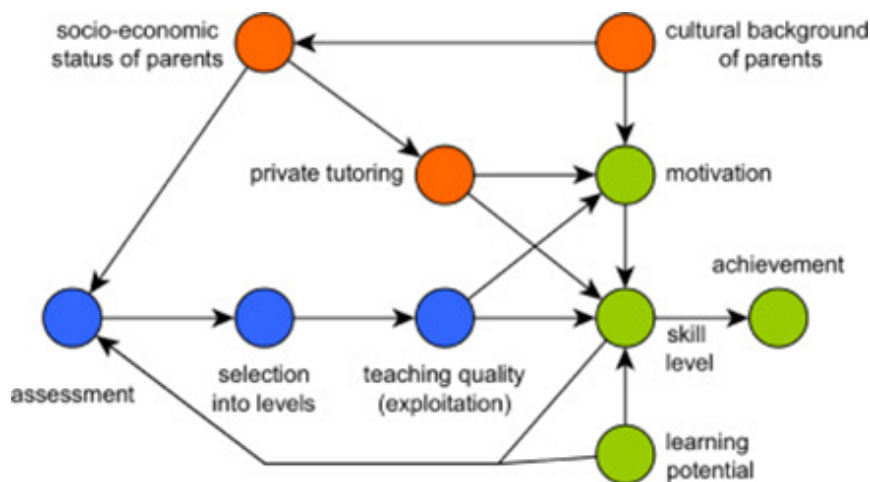 socio-economic
status of parents
cultural background
of parents
private tutoring
motivation
achievement
assessment
selection
into levels
teaching quality
(exploitation)
skill
level
learning
potential